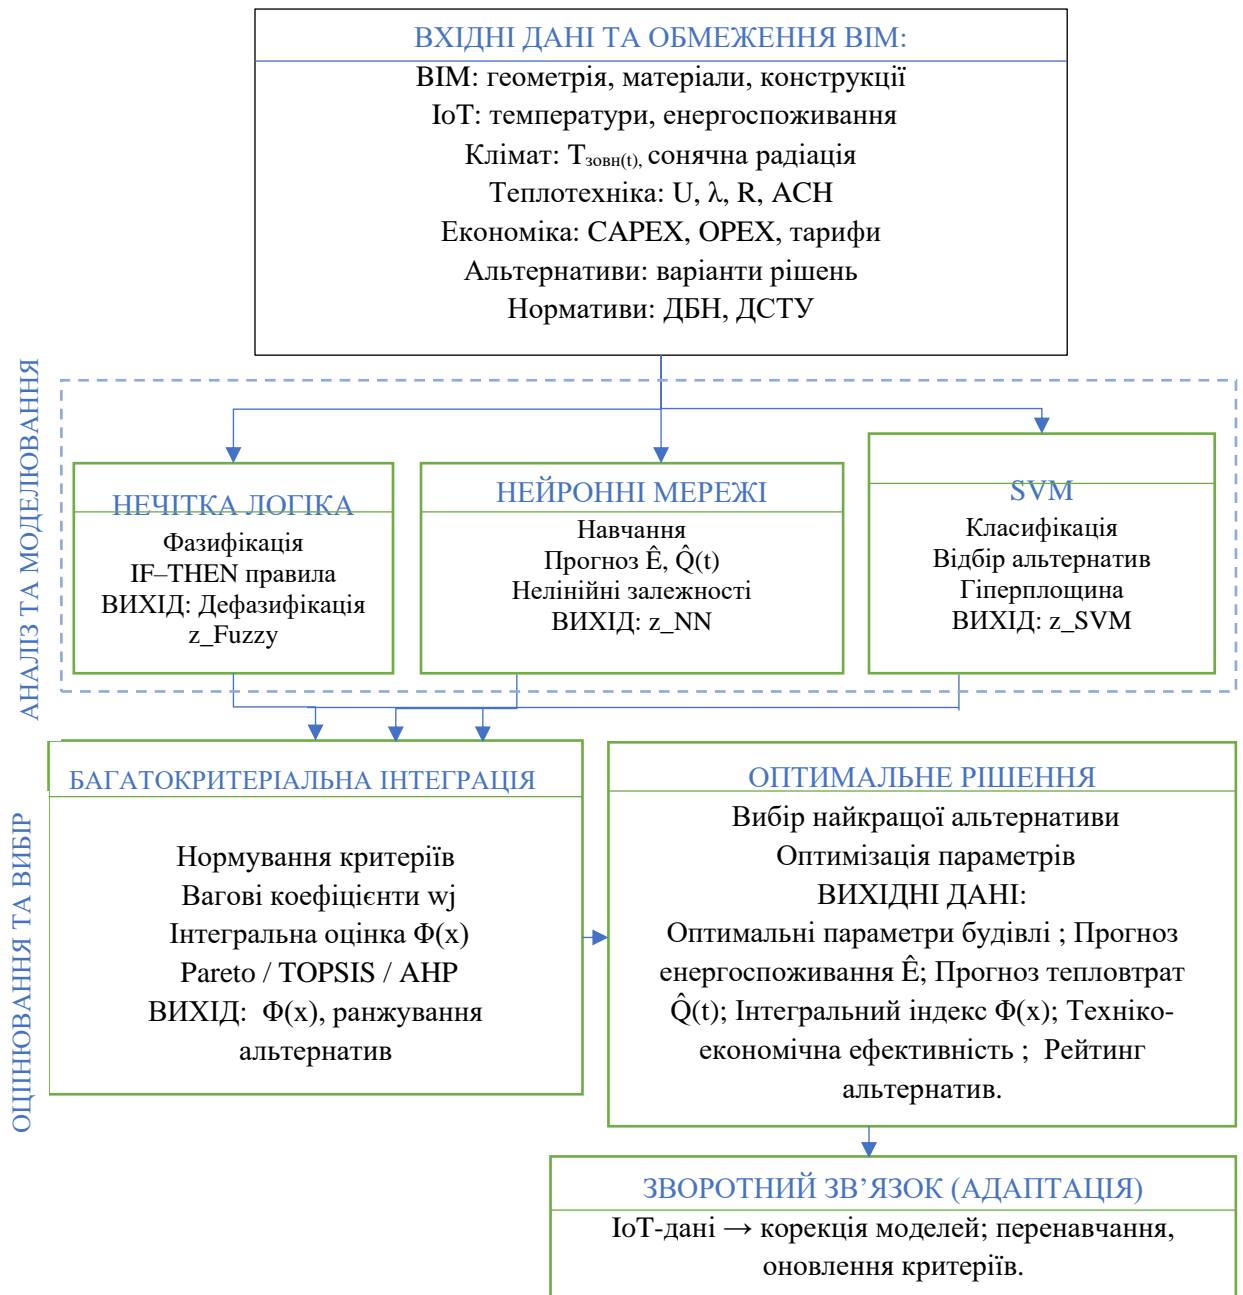 ВХІДНІ ДАНІ ТА ОБМЕЖЕННЯ BIM:
BIM: геометрія, матеріали, конструкції
IoT: температури, енергоспоживання
Клімат: Tзовн(t), сонячна радіація
Теплотехніка: U, λ, R, ACH
Економіка: CAPEX, OPEX, тарифи
Альтернативи: варіанти рішень
Нормативи: ДБН, ДСТУ
АНАЛІЗ ТА МОДЕЛЮВАННЯ
НЕЧІТКА ЛОГІКА
Фазифікація
IF–THEN правила
ВИХІД: Дефазифікація
z_Fuzzy
НЕЙРОННІ МЕРЕЖІ
Навчання
Прогноз Ê, Q̂(t)
Нелінійні залежності
ВИХІД: z_NN
SVM
Класифікація
Відбір альтернатив
Гіперплощина
ВИХІД: z_SVM
ОЦІНЮВАННЯ ТА ВИБІР
БАГАТОКРИТЕРІАЛЬНА ІНТЕГРАЦІЯ
Нормування критеріїв
Вагові коефіцієнти wj
Інтегральна оцінка Φ(x)
Pareto / TOPSIS / AHP
ВИХІД: Φ(x), ранжування
альтернатив
ОПТИМАЛЬНЕ РІШЕННЯ
Вибір найкращої альтернативи
Оптимізація параметрів
ВИХІДНІ ДАНІ:
Оптимальні параметри будівлі ; Прогноз
енергоспоживання Ê; Прогноз тепловтрат
Q̂(t); Інтегральний індекс Φ(x); Техніко-
економічна ефективність ; Рейтинг
альтернатив.
ЗВОРОТНИЙ ЗВ’ЯЗОК (АДАПТАЦІЯ)
IoT-дані → корекція моделей; перенавчання,
оновлення критеріїв.